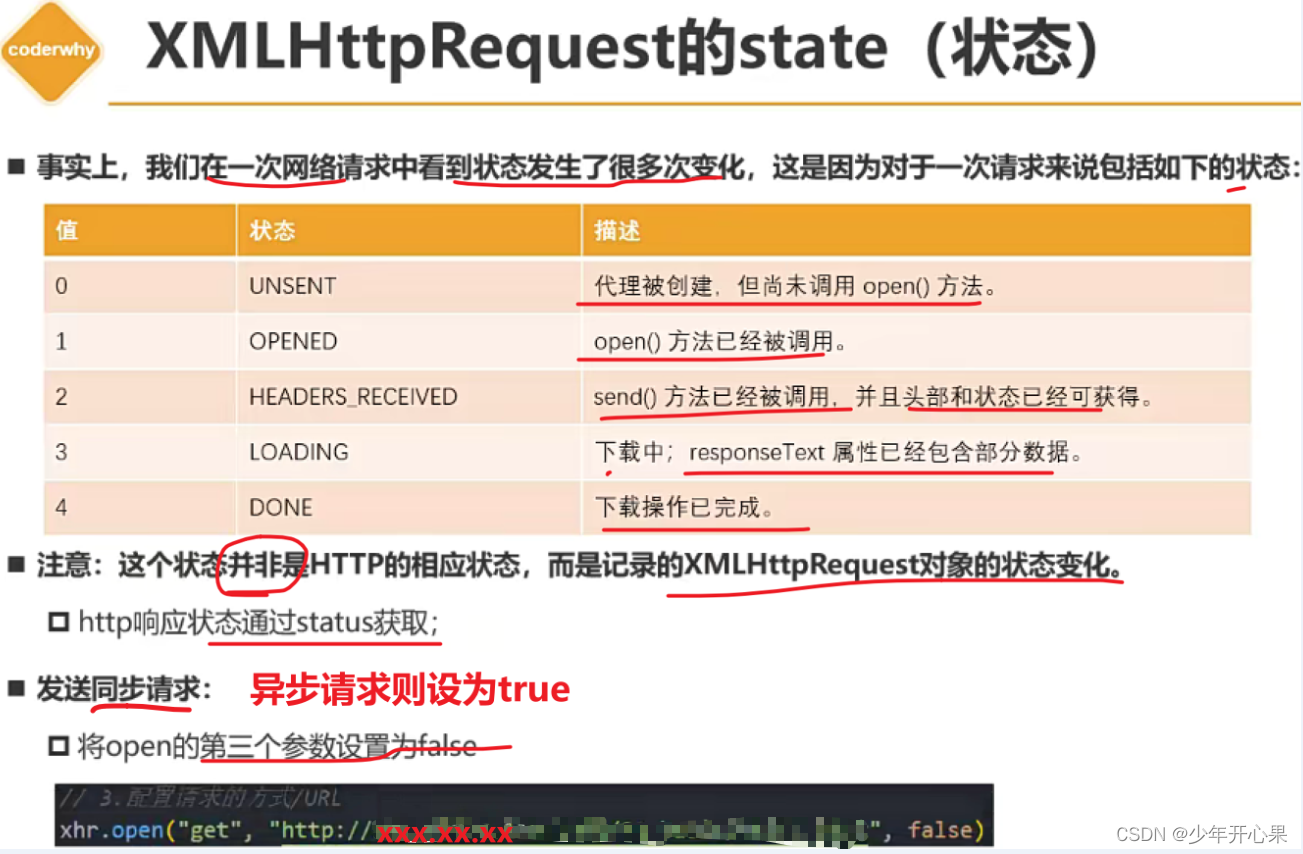 coderwhy
XMLHttpRequest的state（状态）
■ 事实上，我们在一次网络请求中看到状态发生了很多次变化，这是因为对于一次请求来说包括如下的状态：
值 状态 描述
0 UNSENT 代理被创建，但尚未调用 open() 方法。
1 OPENED open() 方法已经被调用。
2 HEADERS_RECEIVED send() 方法已经被调用，并且头部和状态已经可获得。
3 LOADING 下载中；responseText 属性已经包含部分数据。
4 DONE 下载操作已完成。
■ 注意：这个状态并非是HTTP的相应状态，而是记录的XMLHttpRequest对象的状态变化。
http响应状态通过status获取；
■ 发送同步请求： 异步请求则设为true
将open的第三个参数设置为false
// 3.配置请求的方式/URL
xhr.open("get", "http://xxx.xx.xx", false)
CSDN @少年开心果